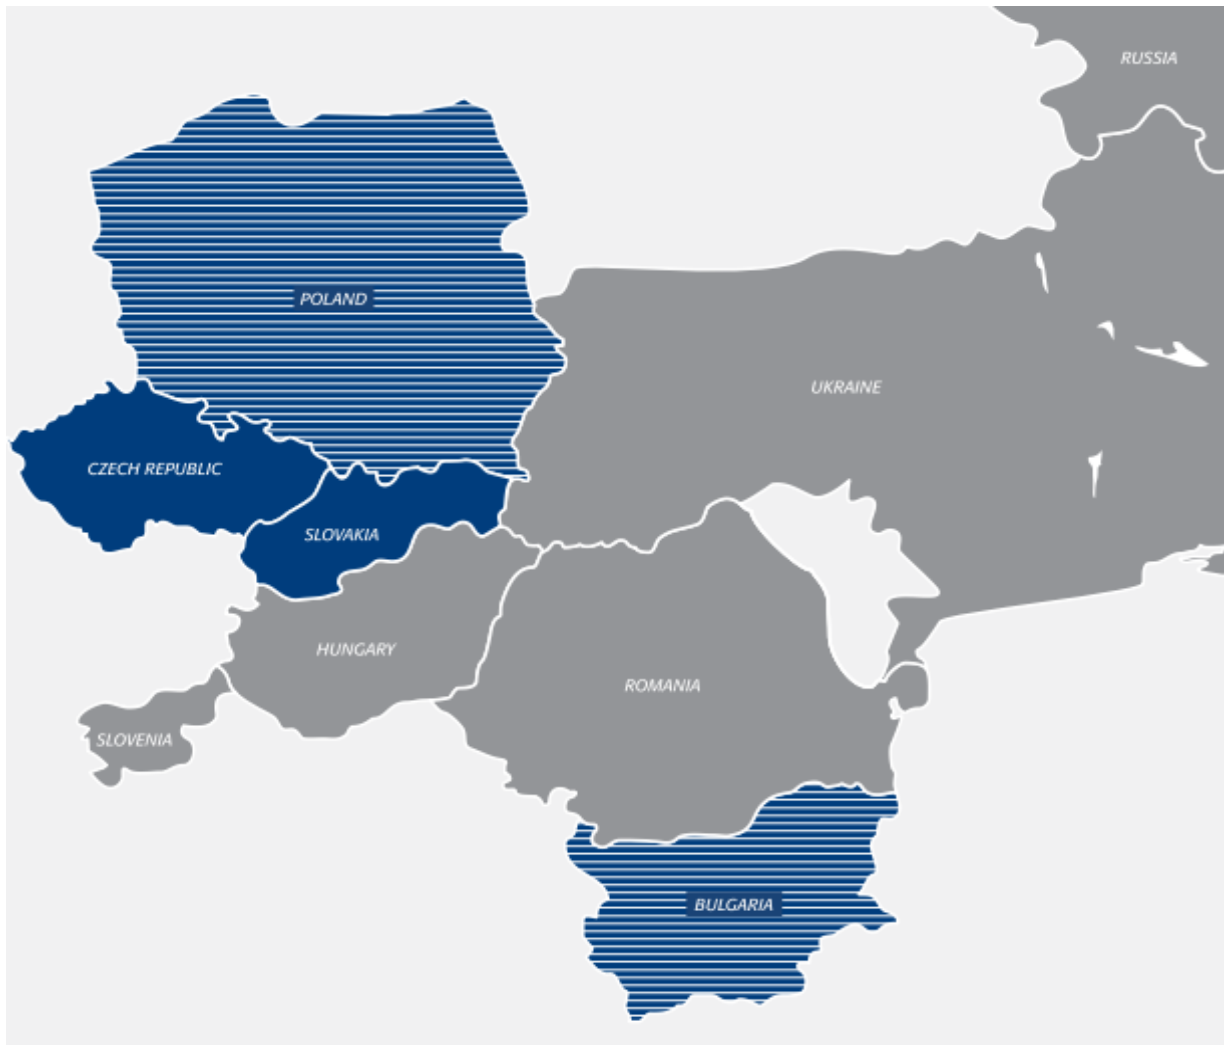 RUSSIA
POLAND
UKRAINE
CZECH REPUBLIC
SLOVAKIA
HUNGARY
ROMANIA
SLOVENIA
BULGARIA